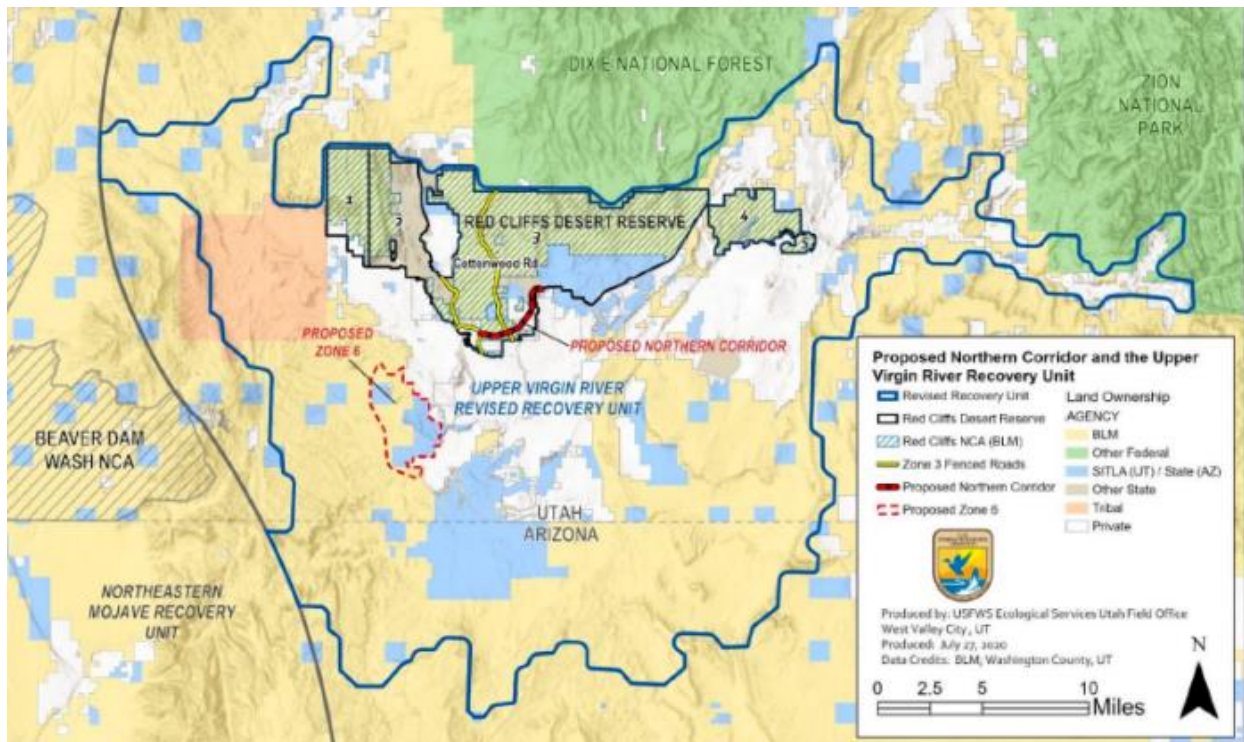 DIXIE NATIONAL FOREST
ZION
NATIONAL
PARK
1
2
RED CLIFFS DESERT RESERVE
3
4
5
Cottonwood Rd
PROPOSED
ZONE 6
PROPOSED NORTHERN CORRIDOR
UPPER VIRGIN RIVER
REVISED RECOVERY UNIT
BEAVER DAM
WASH NCA
UTAH
ARIZONA
NORTHEASTERN
MOJAVE RECOVERY
UNIT
Proposed Northern Corridor and the Upper
Virgin River Recovery Unit
Revised Recovery Unit
Red Cliffs Desert Reserve
Red Cliffs NCA (BLM)
Zone 3 Fenced Roads
Proposed Northern Corridor
Proposed Zone 6
Land Ownership
AGENCY
BLM
Other Federal
SITLA (UT) / State (AZ)
Other State
Tribal
Private
Produced by: USFWS Ecological Services Utah Field Office
West Valley City , UT
Produced: July 27, 2020
Data Credits: BLM; Washington County, UT
N
0 2.5 5 10
Miles